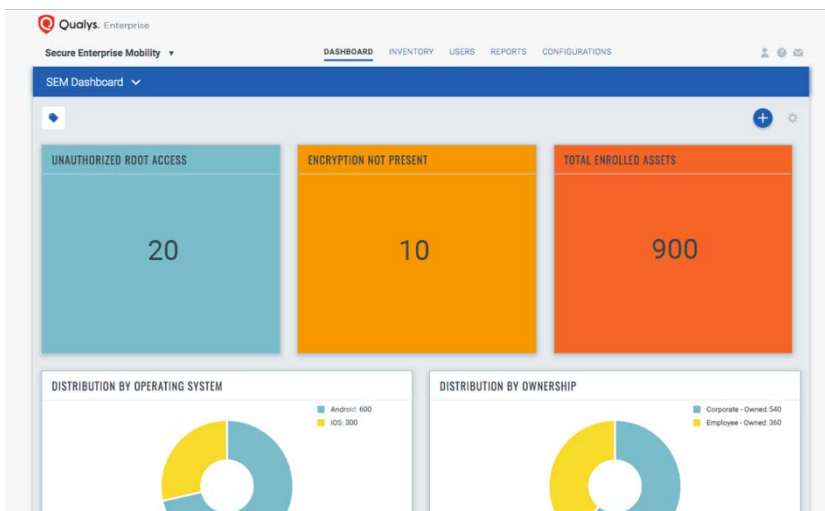 Qualys. Enterprise
Secure Enterprise Mobility
DASHBOARD INVENTORY USERS REPORTS CONFIGURATIONS
SEM Dashboard
UNAUTHORIZED ROOT ACCESS
20
ENCRYPTION NOT PRESENT
10
TOTAL ENROLLED ASSETS
900
DISTRIBUTION BY OPERATING SYSTEM
Android: 600
iOS: 300
DISTRIBUTION BY OWNERSHIP
Corporate - Owned: 540
Employee - Owned: 360